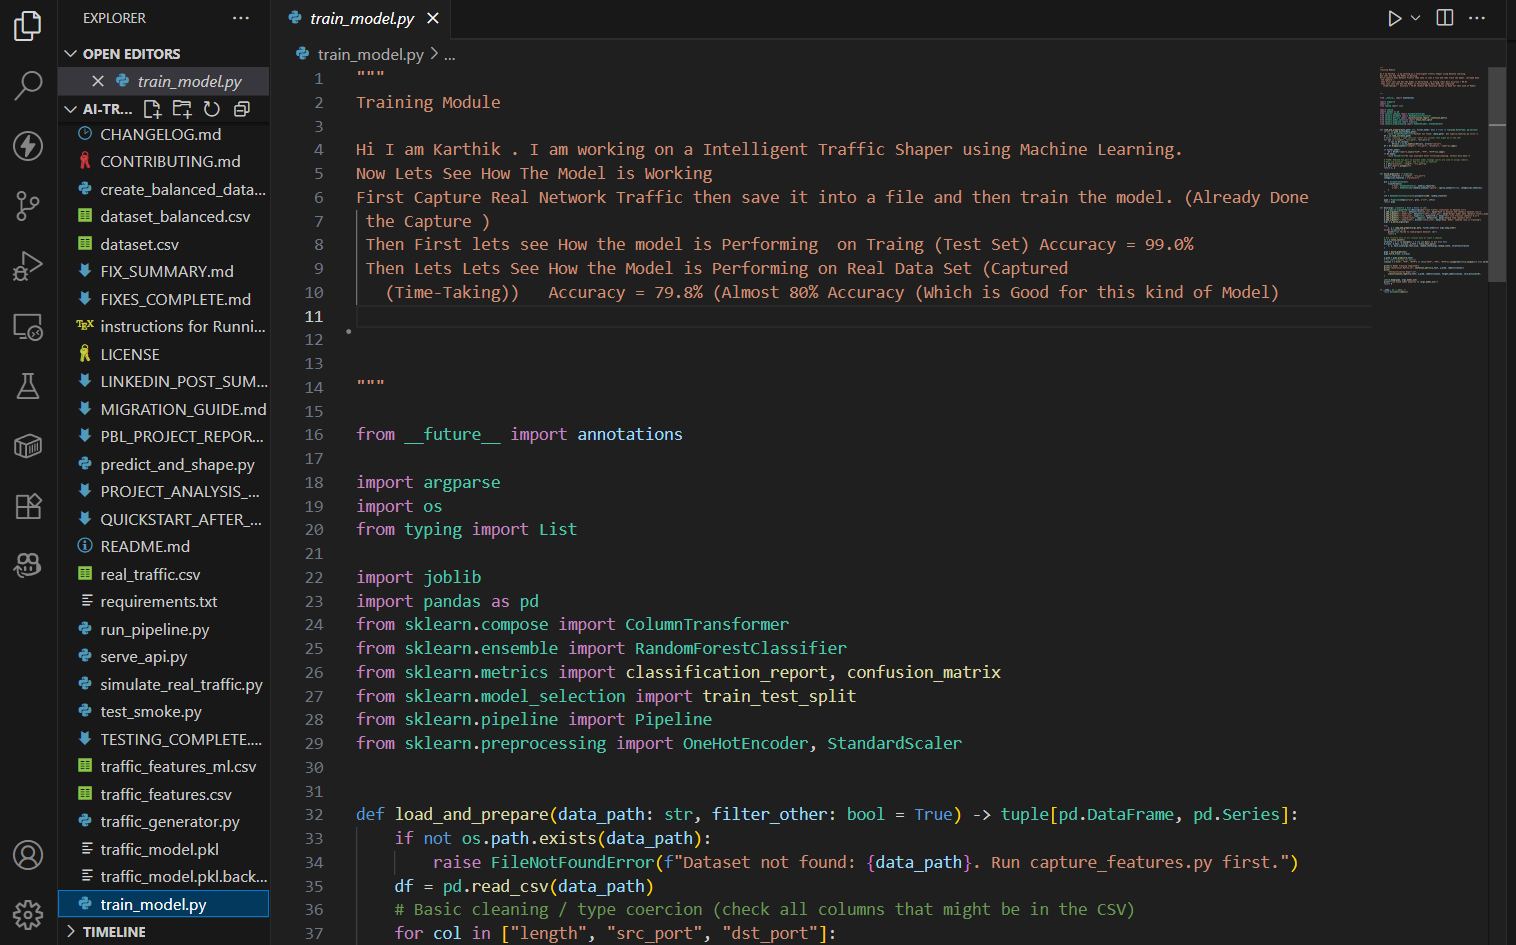 EXPLORER
OPEN EDITORS
train_model.py
AI-TR...
CHANGELOG.md
CONTRIBUTING.md
create_balanced_data...
dataset_balanced.csv
dataset.csv
FIX_SUMMARY.md
FIXES_COMPLETE.md
instructions for Runni...
LICENSE
LINKEDIN_POST_SUM...
MIGRATION_GUIDE.md
PBL_PROJECT_REPOR...
predict_and_shape.py
PROJECT_ANALYSIS_...
QUICKSTART_AFTER_...
README.md
real_traffic.csv
requirements.txt
run_pipeline.py
serve_api.py
simulate_real_traffic.py
test_smoke.py
TESTING_COMPLETE....
traffic_features_ml.csv
traffic_features.csv
traffic_generator.py
traffic_model.pkl
traffic_model.pkl.back...
train_model.py
TIMELINE
train_model.py
train_model.py > ...
1 """
2 Training Module
3
4 Hi I am Karthik . I am working on a Intelligent Traffic Shaper using Machine Learning.
5 Now Lets See How The Model is Working
6 First Capture Real Network Traffic then save it into a file and then train the model. (Already Done
7 the Capture )
8 Then First lets see How the model is Performing  on Traing (Test Set) Accuracy = 99.0%
9 Then Lets Lets See How the Model is Performing on Real Data Set (Captured
10 (Time-Taking))   Accuracy = 79.8% (Almost 80% Accuracy (Which is Good for this kind of Model)
11
12
13
14 """
15
16 from __future__ import annotations
17
18 import argparse
19 import os
20 from typing import List
21
22 import joblib
23 import pandas as pd
24 from sklearn.compose import ColumnTransformer
25 from sklearn.ensemble import RandomForestClassifier
26 from sklearn.metrics import classification_report, confusion_matrix
27 from sklearn.model_selection import train_test_split
28 from sklearn.pipeline import Pipeline
29 from sklearn.preprocessing import OneHotEncoder, StandardScaler
30
31
32 def load_and_prepare(data_path: str, filter_other: bool = True) -> tuple[pd.DataFrame, pd.Series]:
33     if not os.path.exists(data_path):
34         raise FileNotFoundError(f"Dataset not found: {data_path}. Run capture_features.py first.")
35     df = pd.read_csv(data_path)
36     # Basic cleaning / type coercion (check all columns that might be in the CSV)
37     for col in ["length", "src_port", "dst_port"]: